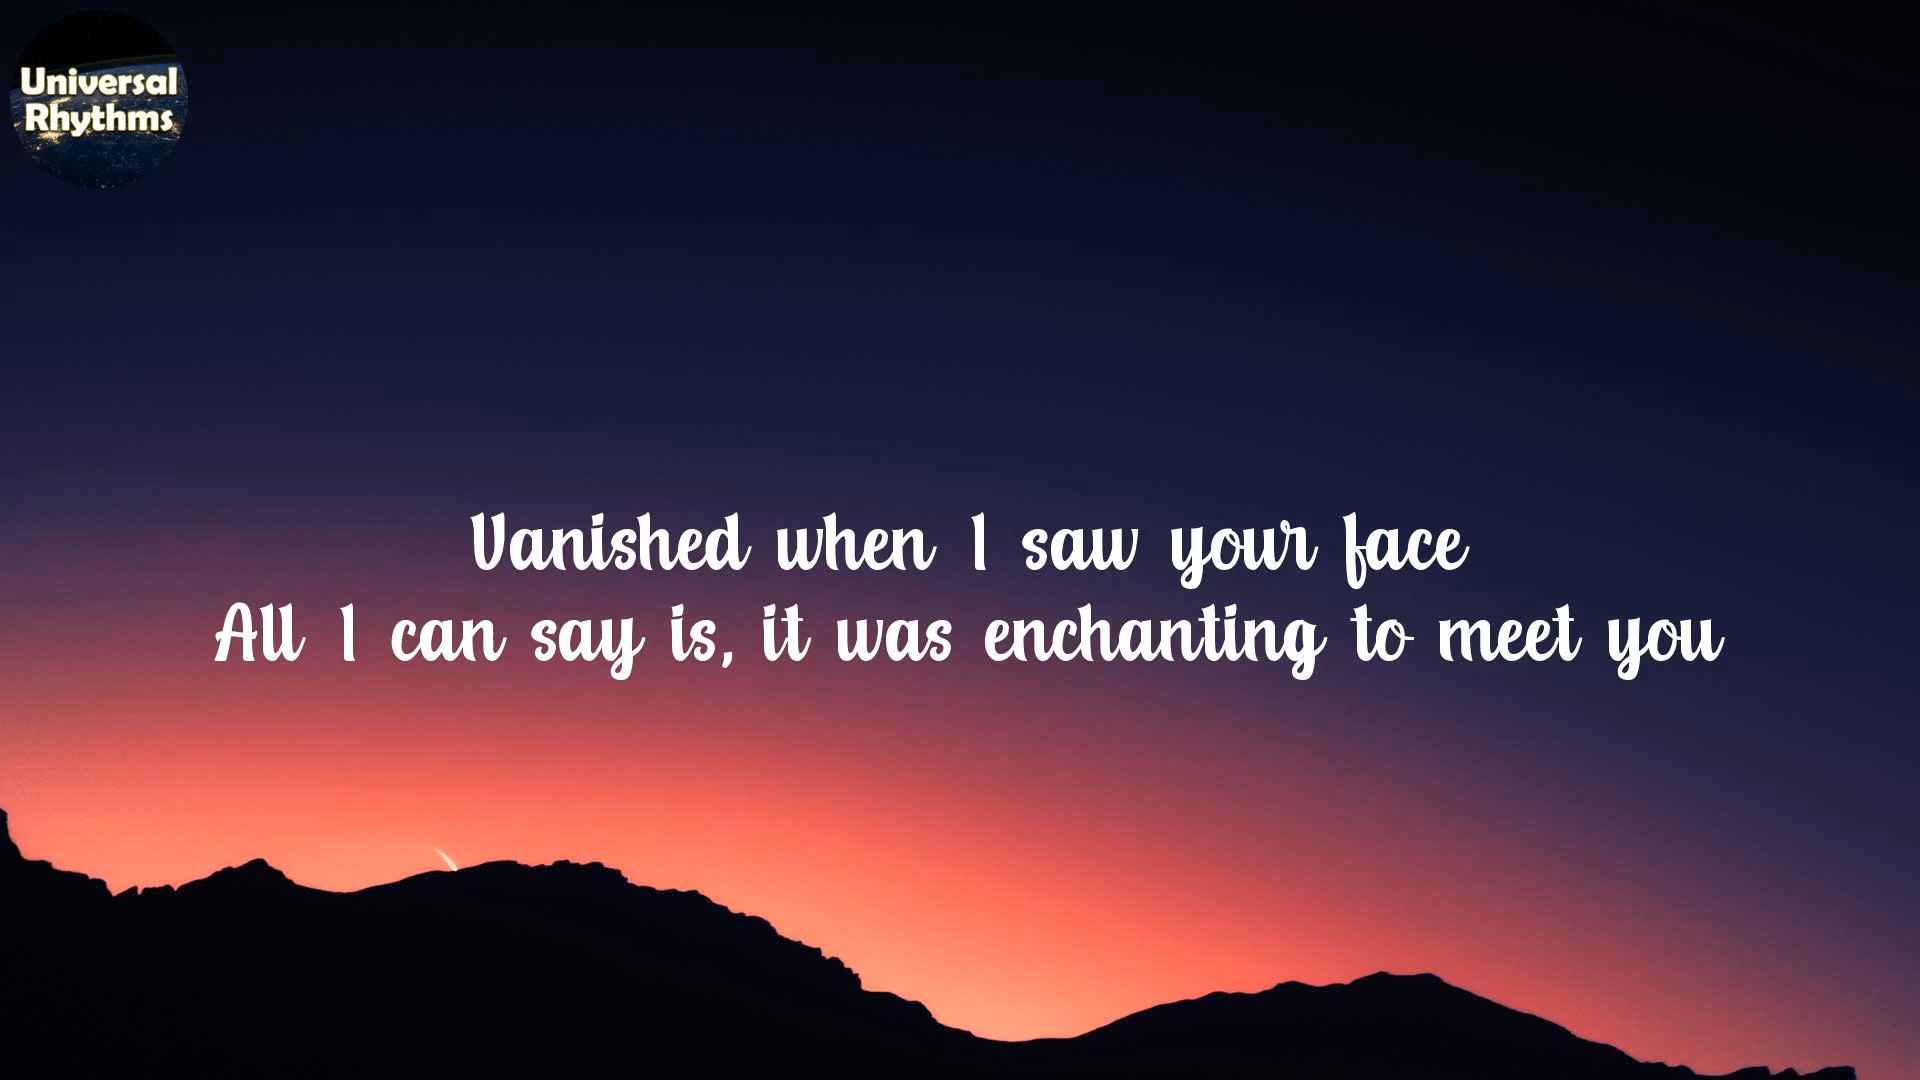 Universal
Rhythms
Vanished when I saw your face
All I can say is, it was enchanting to meet you